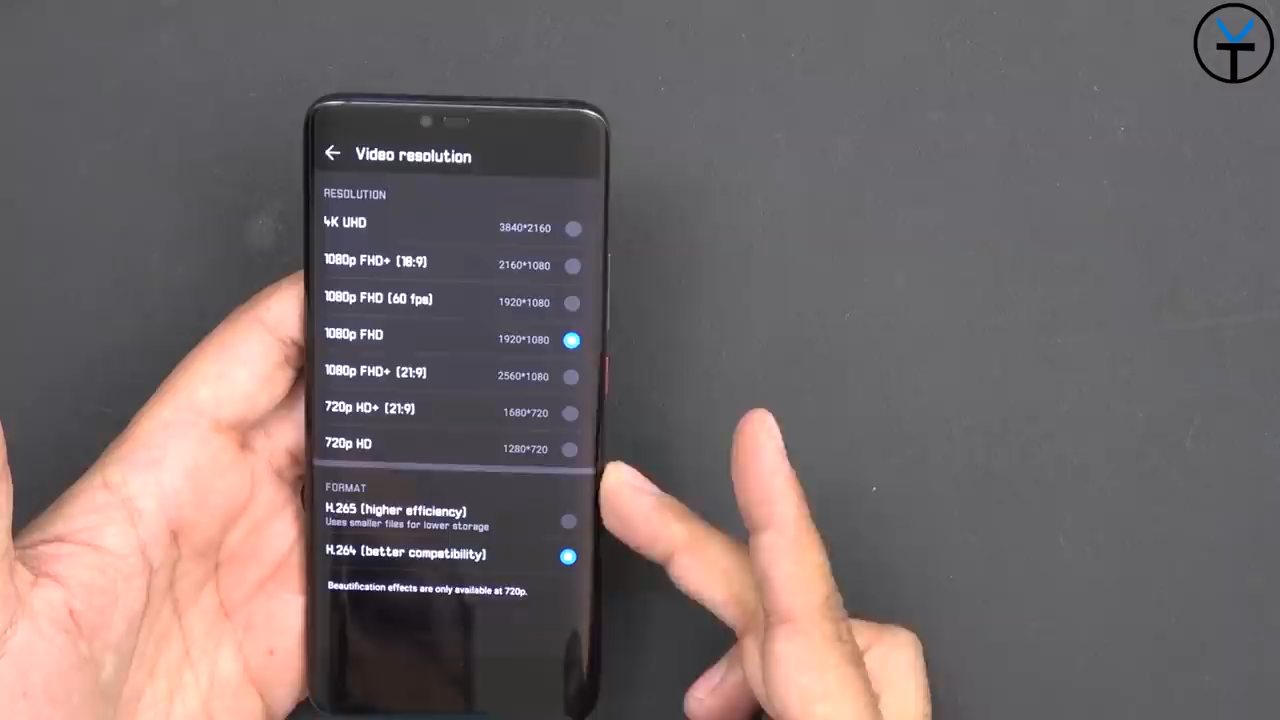 Video resolution
RESOLUTION
4K UHD 3840*2160
1080p FHD+ (18:9) 2160*1080
1080p FHD (60 fps) 1920*1080
1080p FHD 1920*1080
1080p FHD+ (21:9) 2560*1080
720p HD+ (21:9) 1680*720
720p HD 1280*720
FORMAT
H.265 (higher efficiency)
Uses smaller files for lower storage
H.264 (better compatibility)
Beautification effects are only available at 720p.
YT